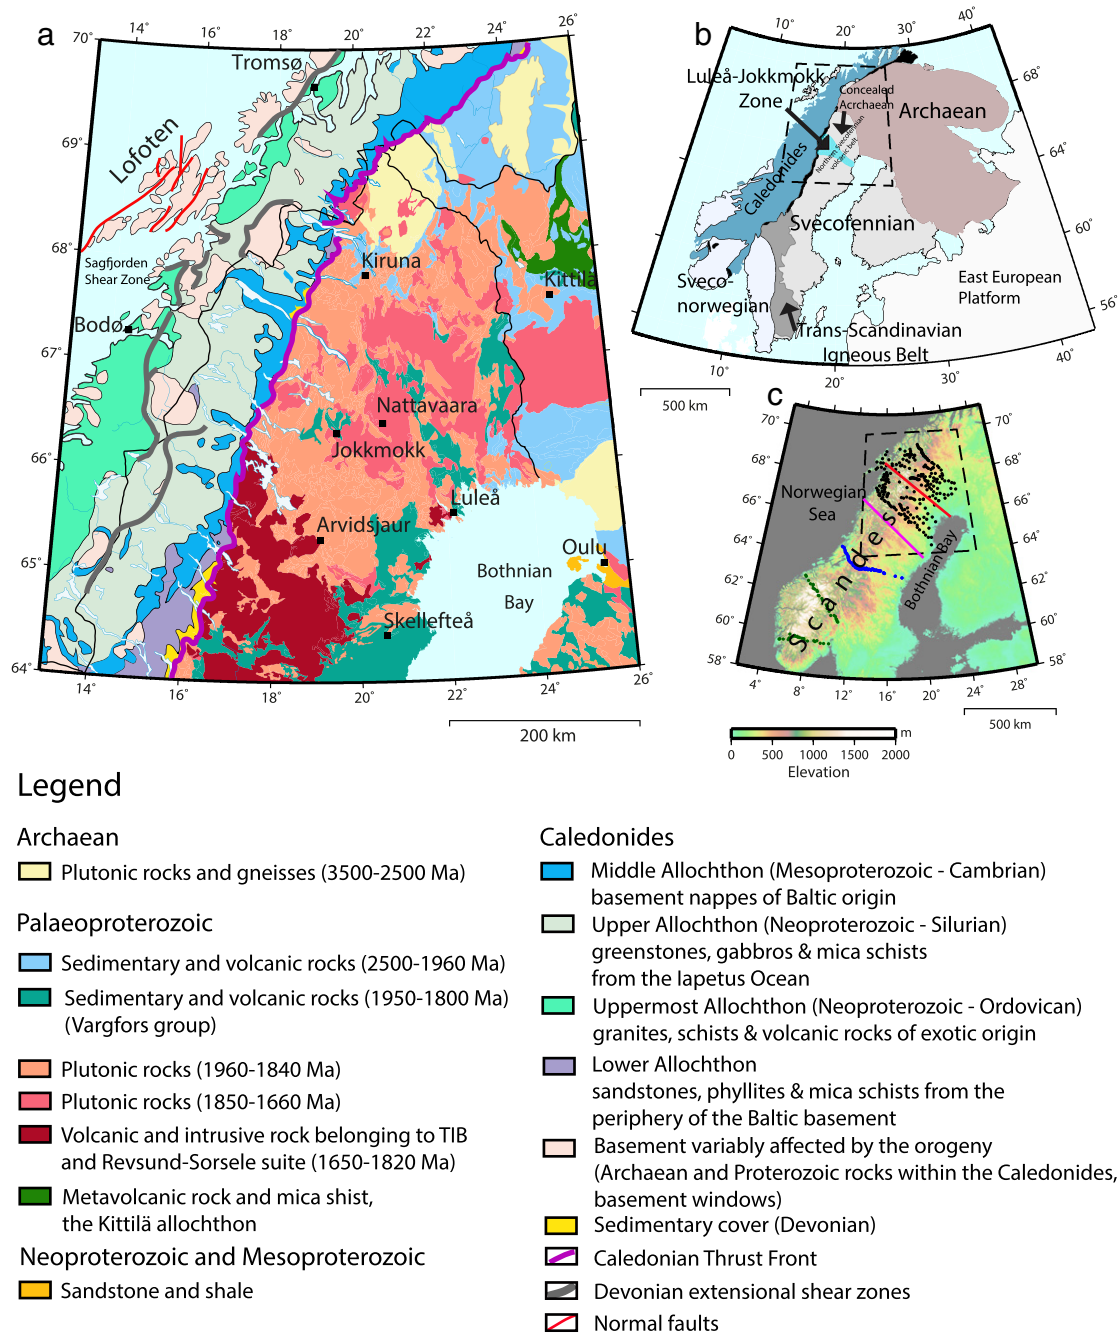 a
14°
16°
18°
20°
22°
24°
26°
70°
69°
68°
67°
66°
65°
64°
Tromsø
Lofoten
Sagfjorden
Shear Zone
Bodø
Kiruna
Kittilä
Nattavaara
Jokkmokk
Luleå
Arvidsjaur
Oulu
Bothnian
Bay
Skellefteå
14°
16°
18°
20°
22°
24°
26°
200 km
b
10°
20°
30°
40°
68°
64°
60°
56°
Luleå-Jokkmokk
Zone
Concealed
Acrchaean
Archaean
Northern Svecofennian
volcanic belt
Caledonides
Svecofennian
Sveco-
norwegian
East European
Platform
Trans-Scandinavian
Igneous Belt
10°
20°
30°
40°
500 km
c
70°
68°
66°
64°
62°
60°
58°
70°
68°
66°
64°
62°
60°
58°
Norwegian
Sea
Scandes
Bothnian Bay
4°
8°
12°
16°
20°
24°
28°
500 km
m
0
500
1000
1500
2000
Elevation
Legend
Archaean
Plutonic rocks and gneisses (3500-2500 Ma)
Palaeoproterozoic
Sedimentary and volcanic rocks (2500-1960 Ma)
Sedimentary and volcanic rocks (1950-1800 Ma)
(Vargfors group)
Plutonic rocks (1960-1840 Ma)
Plutonic rocks (1850-1660 Ma)
Volcanic and intrusive rock belonging to TIB
and Revsund-Sorsele suite (1650-1820 Ma)
Metavolcanic rock and mica shist,
the Kittilä allochthon
Neoproterozoic and Mesoproterozoic
Sandstone and shale
Caledonides
Middle Allochthon (Mesoproterozoic - Cambrian)
basement nappes of Baltic origin
Upper Allochthon (Neoproterozoic - Silurian)
greenstones, gabbros & mica schists
from the Iapetus Ocean
Uppermost Allochthon (Neoproterozoic - Ordovican)
granites, schists & volcanic rocks of exotic origin
Lower Allochthon
sandstones, phyllites & mica schists from the
periphery of the Baltic basement
Basement variably affected by the orogeny
(Archaean and Proterozoic rocks within the Caledonides,
basement windows)
Sedimentary cover (Devonian)
Caledonian Thrust Front
Devonian extensional shear zones
Normal faults